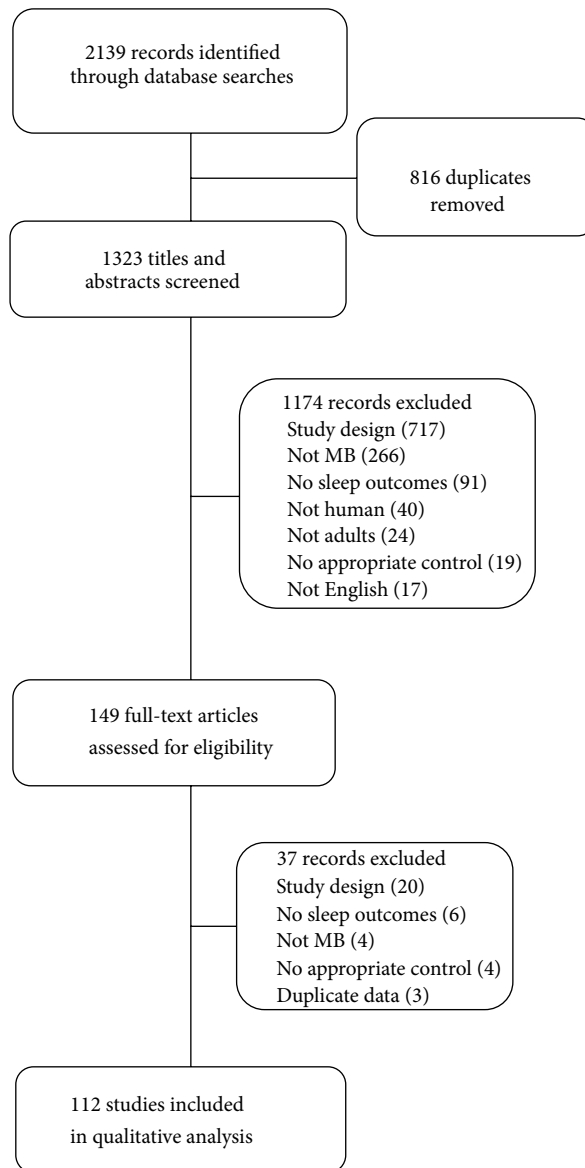 2139 records identified
through database searches
816 duplicates
removed
1323 titles and
abstracts screened
1174 records excluded
Study design (717)
Not MB (266)
No sleep outcomes (91)
Not human (40)
Not adults (24)
No appropriate control (19)
Not English (17)
149 full-text articles
assessed for eligibility
37 records excluded
Study design (20)
No sleep outcomes (6)
Not MB (4)
No appropriate control (4)
Duplicate data (3)
112 studies included
in qualitative analysis